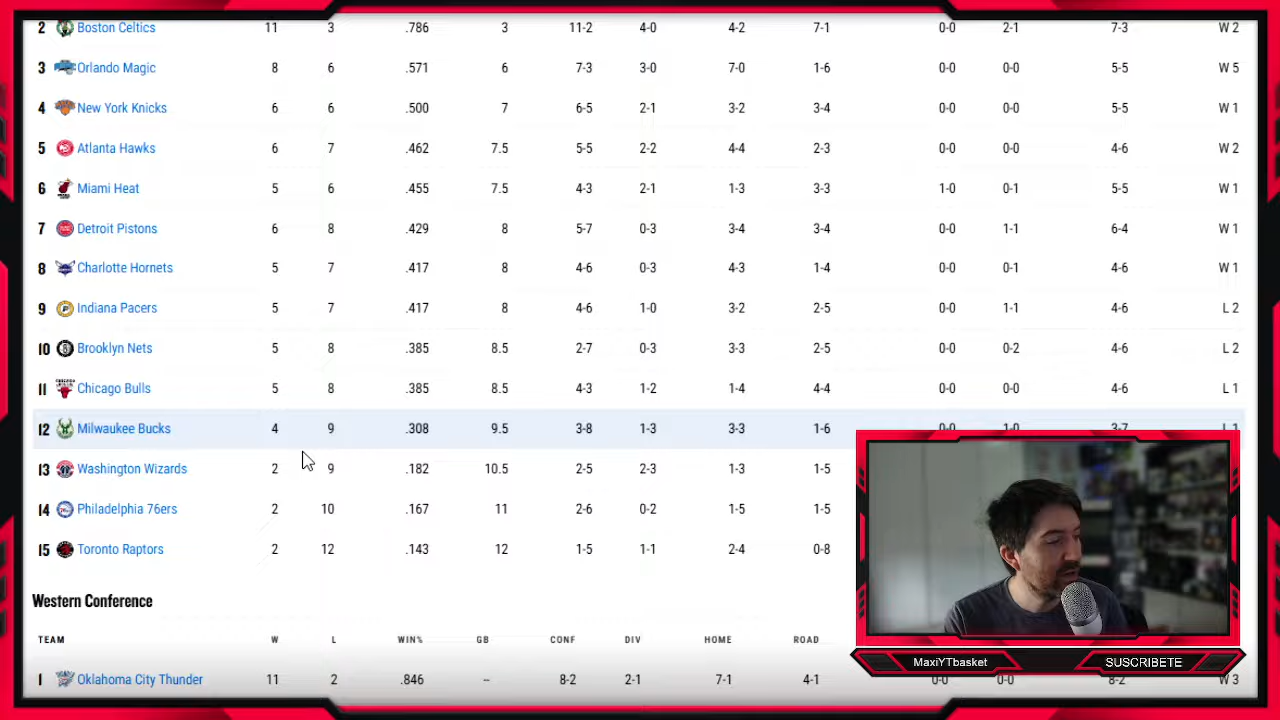 2 Boston Celtics 11 3 .786 3 11-2 4-0 4-2 7-1 0-0 2-1 7-3 W 2
3 Orlando Magic 8 6 .571 6 7-3 3-0 7-0 1-6 0-0 0-0 5-5 W 5
4 New York Knicks 6 6 .500 7 6-5 2-1 3-2 3-4 0-0 0-0 5-5 W 1
5 Atlanta Hawks 6 7 .462 7.5 5-5 2-2 4-4 2-3 0-0 0-0 4-6 W 2
6 Miami Heat 5 6 .455 7.5 4-3 2-1 1-3 3-3 1-0 0-1 5-5 W 1
7 Detroit Pistons 6 8 .429 8 5-7 0-3 3-4 3-4 0-0 1-1 6-4 W 1
8 Charlotte Hornets 5 7 .417 8 4-6 0-3 4-3 1-4 0-0 0-1 4-6 W 1
9 Indiana Pacers 5 7 .417 8 4-6 1-0 3-2 2-5 0-0 1-1 4-6 L 2
10 Brooklyn Nets 5 8 .385 8.5 2-7 0-3 3-3 2-5 0-0 0-2 4-6 L 2
11 Chicago Bulls 5 8 .385 8.5 4-3 1-2 1-4 4-4 0-0 0-0 4-6 L 1
12 Milwaukee Bucks 4 9 .308 9.5 3-8 1-3 3-3 1-6 0-0 1-0 3-7 L 1
13 Washington Wizards 2 9 .182 10.5 2-5 2-3 1-3 1-5
14 Philadelphia 76ers 2 10 .167 11 2-6 0-2 1-5 1-5
15 Toronto Raptors 2 12 .143 12 1-5 1-1 2-4 0-8
Western Conference
TEAM W L WIN% GB CONF DIV HOME ROAD
1 Oklahoma City Thunder 11 2 .846 -- 8-2 2-1 7-1 4-1 0-0 0-0 8-2 W 3
MaxiYTbasket
SUSCRIBETE